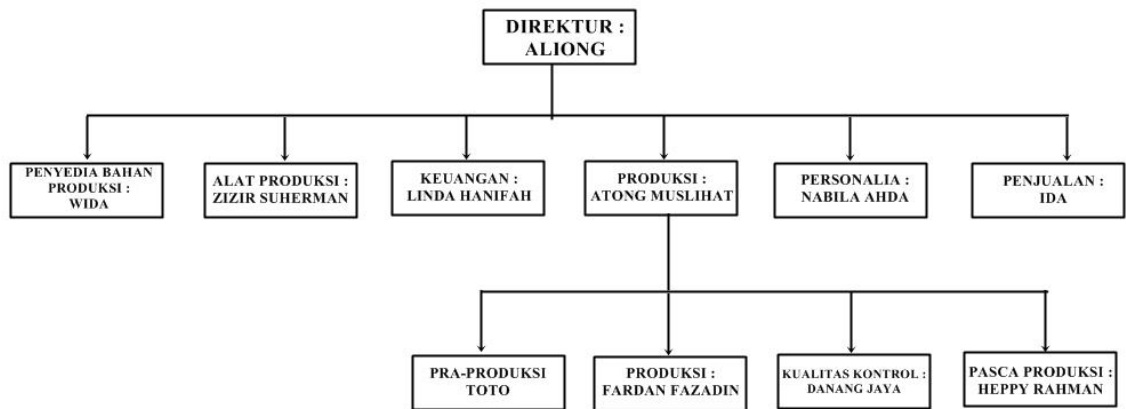 DIREKTUR :
ALIONG
PENYEDIA BAHAN
PRODUKSI :
WIDA
ALAT PRODUKSI :
ZIZIR SUHERMAN
KEUANGAN :
LINDA HANIFAH
PRODUKSI :
ATONG MUSLIHAT
PERSONALIA :
NABILA AHDA
PENJUALAN :
IDA
PRA-PRODUKSI
TOTO
PRODUKSI :
FARDAN FAZADIN
KUALITAS KONTROL :
DANANG JAYA
PASCA PRODUKSI :
HEPPY RAHMAN